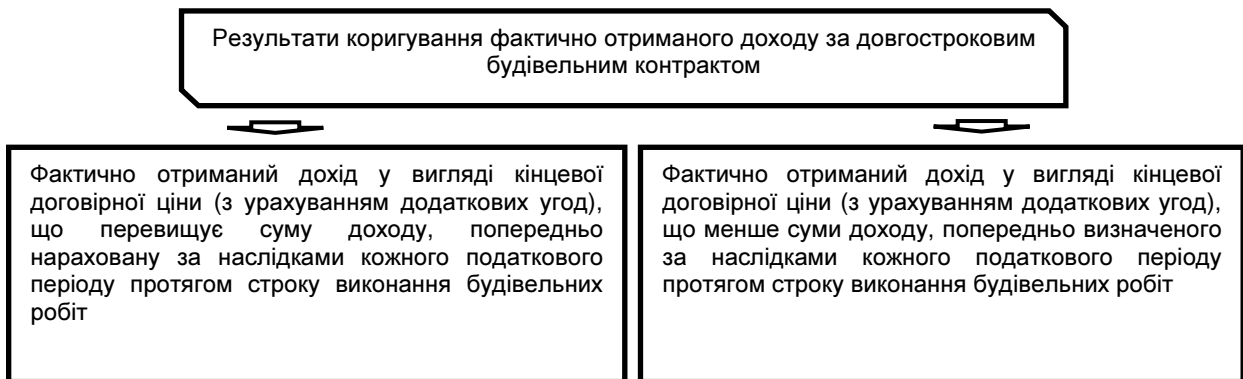 Результати коригування фактично отриманого доходу за довгостроковим
будівельним контрактом
Фактично отриманий дохід у вигляді кінцевої
договірної ціни (з урахуванням додаткових угод),
що перевищує суму доходу, попередньо
нараховану за наслідками кожного податкового
періоду протягом строку виконання будівельних
робіт
Фактично отриманий дохід у вигляді кінцевої
договірної ціни (з урахуванням додаткових угод),
що менше суми доходу, попередньо визначеного
за наслідками кожного податкового періоду
протягом строку виконання будівельних робіт